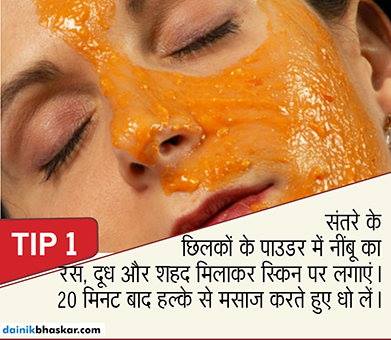 TIP 1
संतरे के
छिलकों के पाउडर में नींबू का
रस, दूध और शहद मिलाकर स्किन पर लगाएं।
20 मिनट बाद हल्के से मसाज करते हुए धो लें।
dainikbhaskar.com